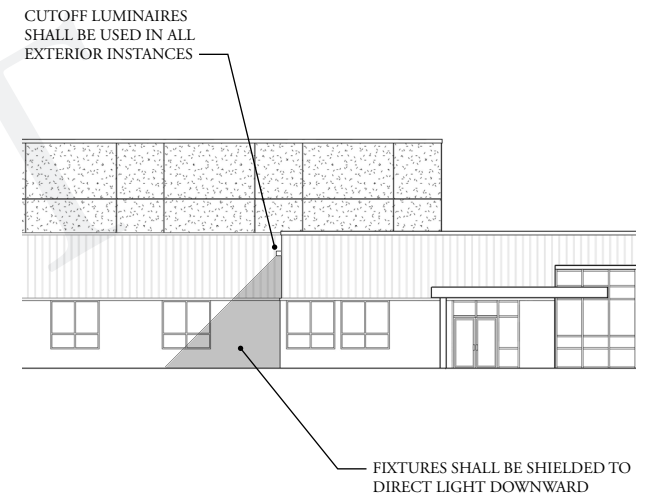 CUTOFF LUMINAIRES
SHALL BE USED IN ALL
EXTERIOR INSTANCES
FIXTURES SHALL BE SHIELDED TO
DIRECT LIGHT DOWNWARD